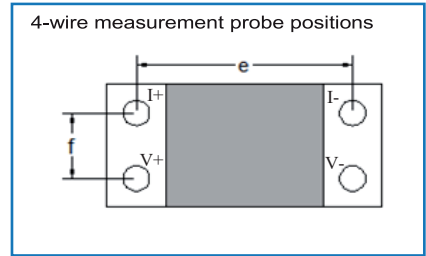 4-wire measurement probe positions
e
I+ I-
f
V+ V-